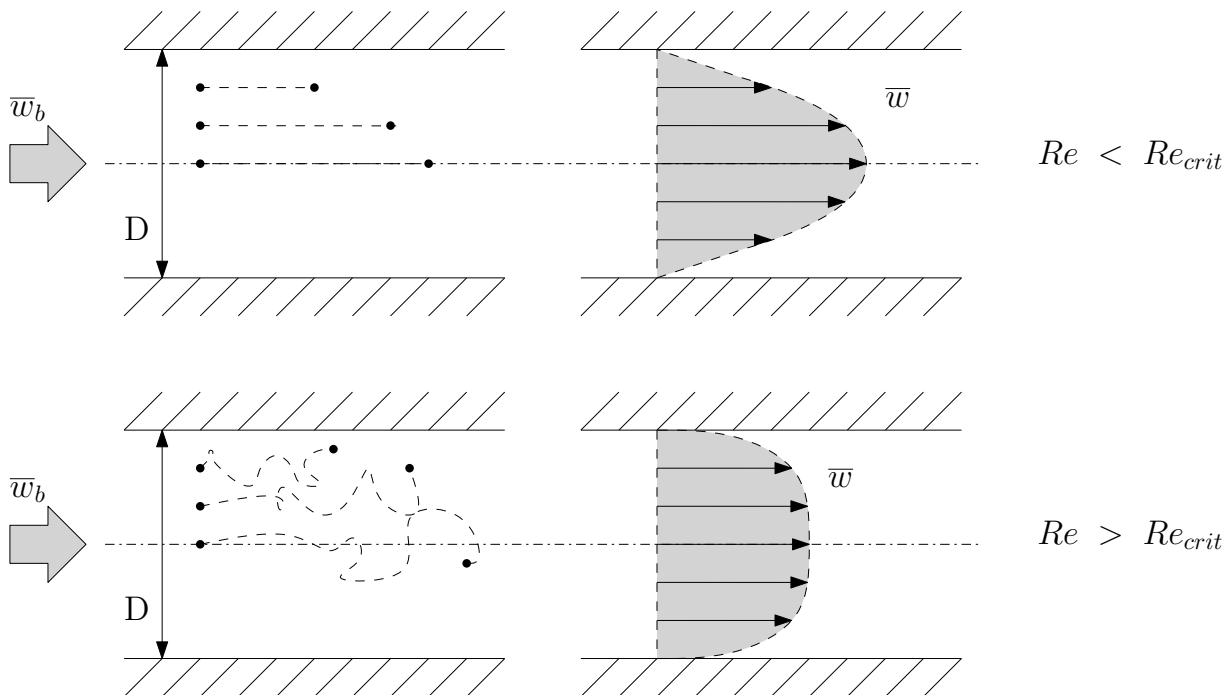 w̅_b
D
w̅
Re < Re_crit
w̅_b
D
w̅
Re > Re_crit